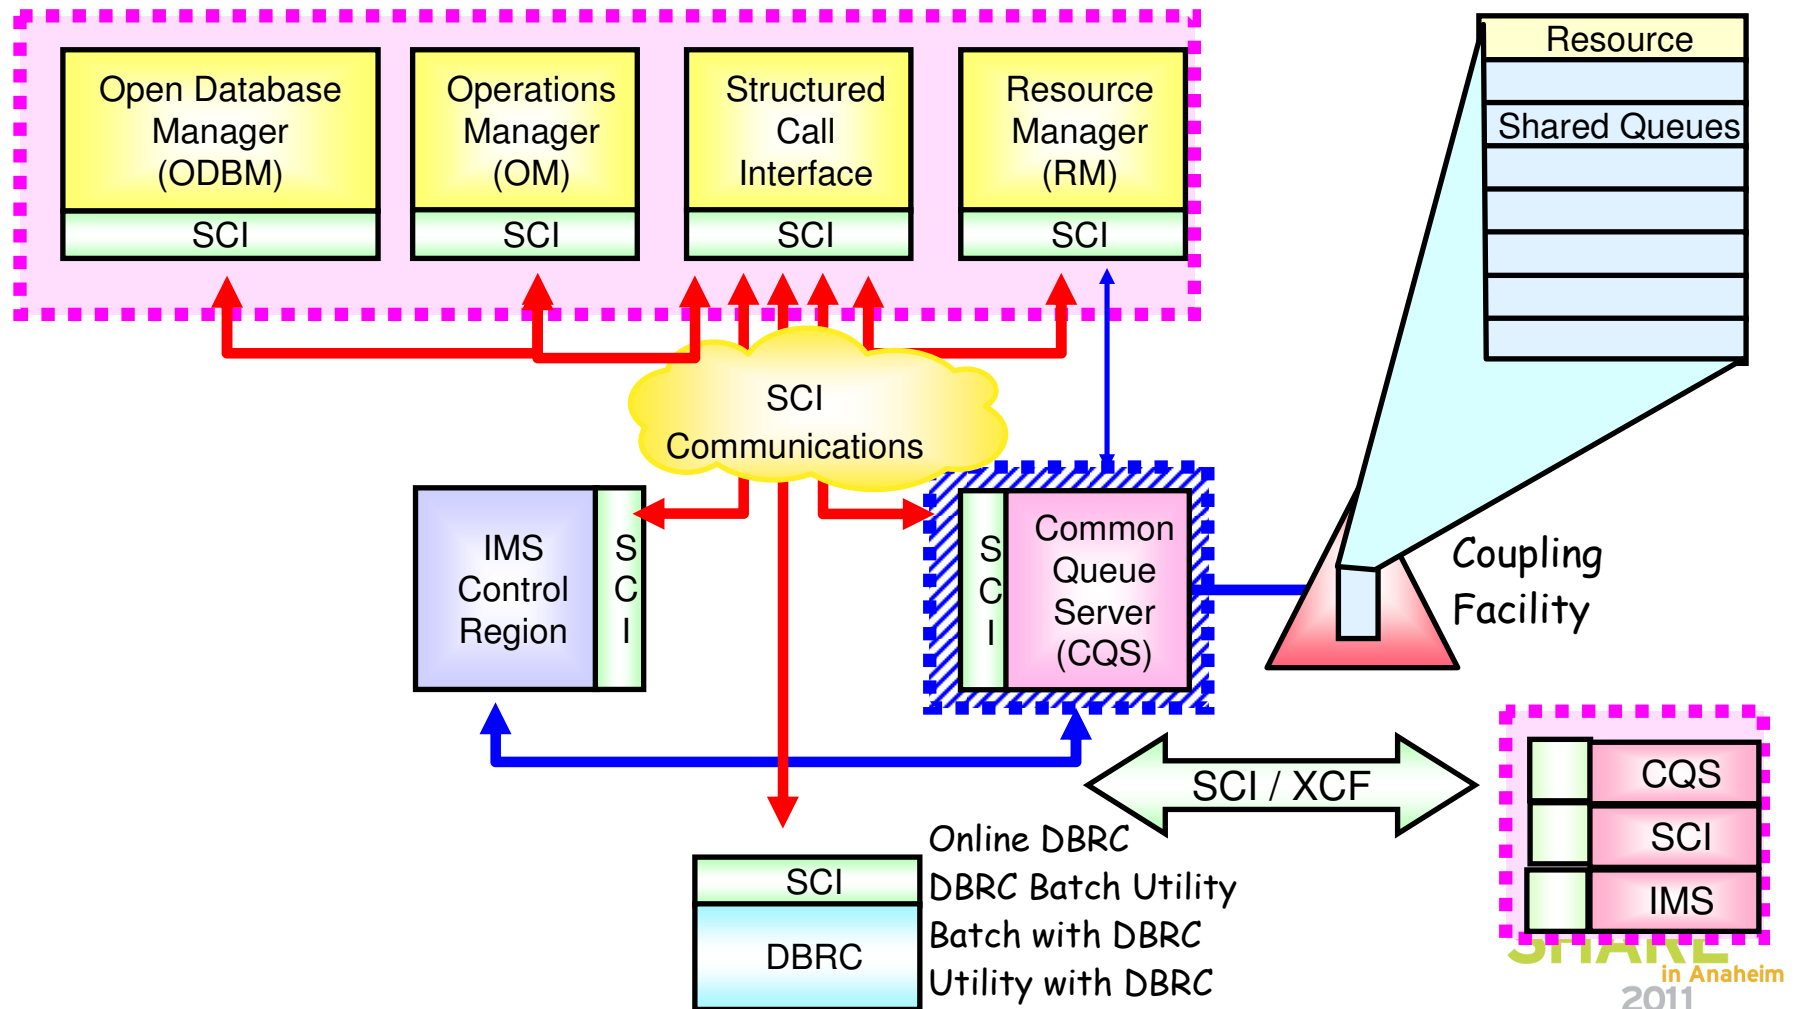 Open Database
Manager
(ODBM)
SCI
Operations
Manager
(OM)
SCI
Structured
Call
Interface
SCI
Resource
Manager
(RM)
SCI
Resource
Shared Queues
SCI
Communications
IMS
Control
Region
S
C
I
S
C
I
Common
Queue
Server
(CQS)
Coupling
Facility
SCI / XCF
CQS
SCI
IMS
SCI
DBRC
Online DBRC
DBRC Batch Utility
Batch with DBRC
Utility with DBRC
SHARE
in Anaheim
2011